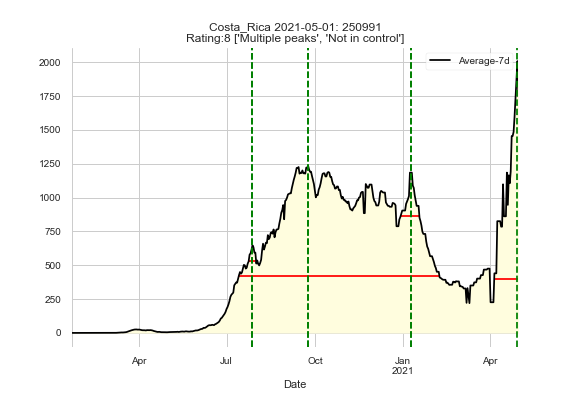 Costa_Rica 2021-05-01: 250991
Rating:8 ['Multiple peaks', 'Not in control']
Average-7d
2000
1750
1500
1250
1000
750
500
250
0
Apr
Jul
Oct
Jan
2021
Apr
Date